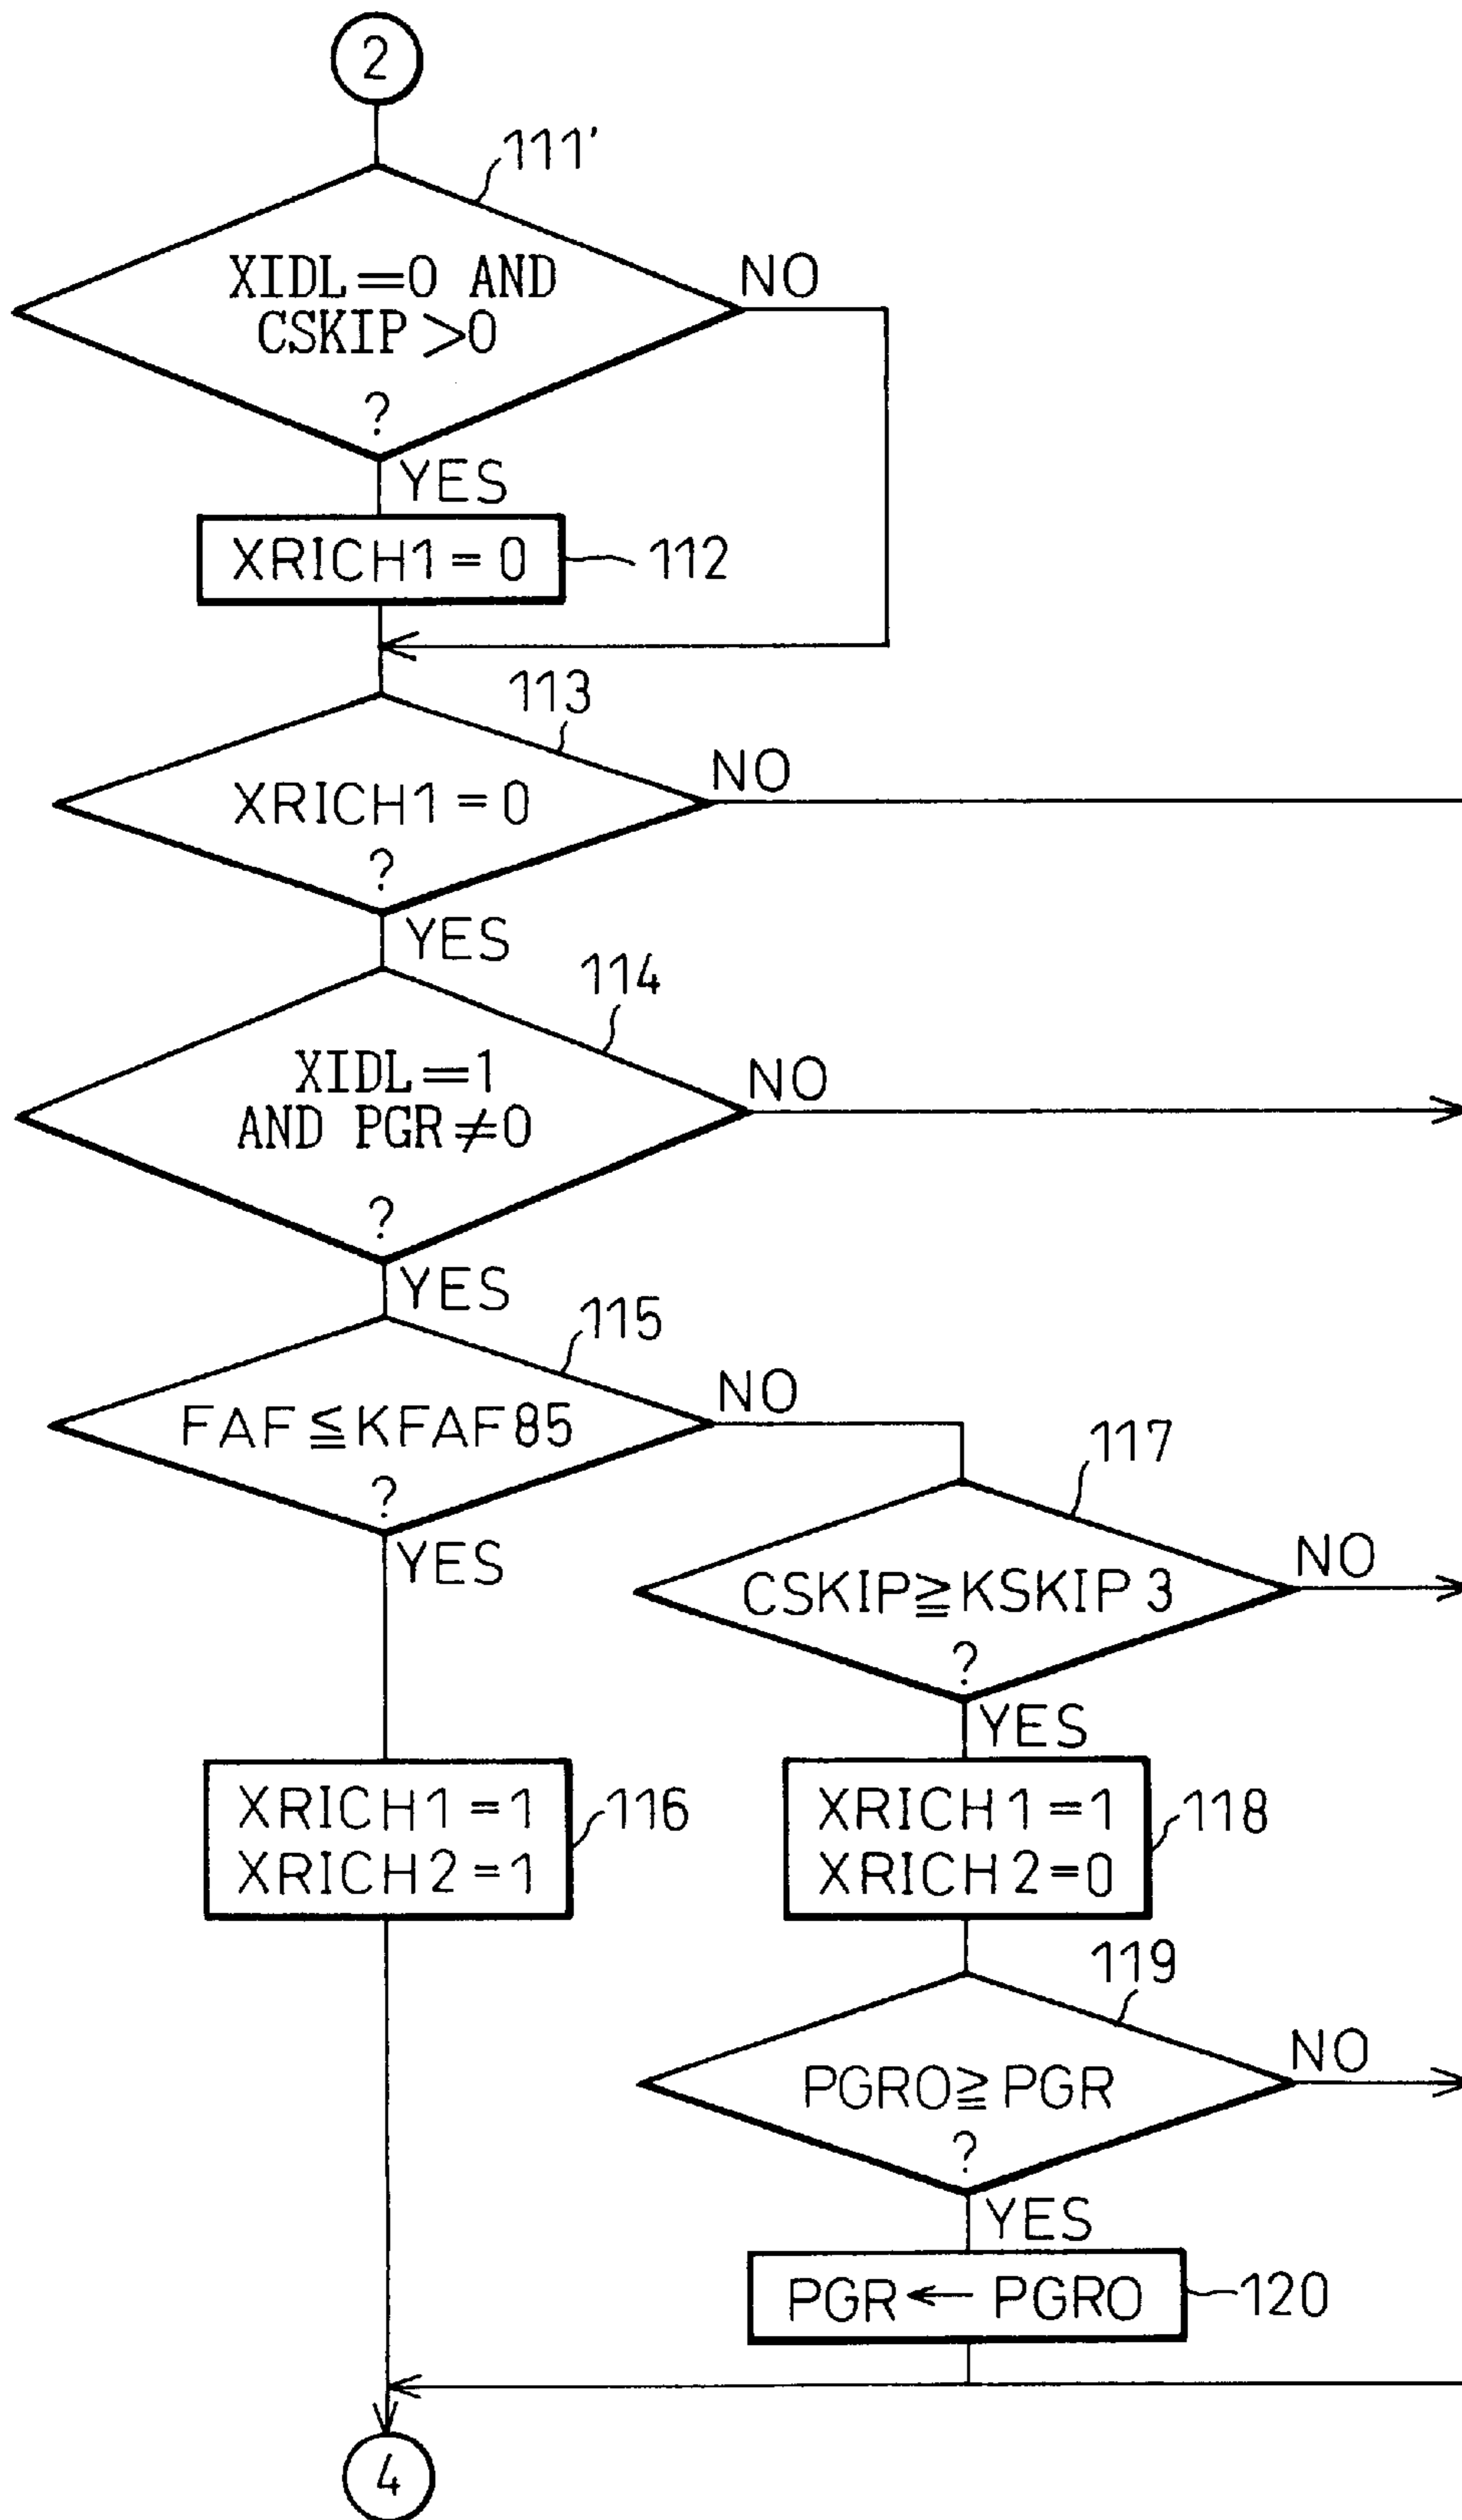 2
111'
XIDL=0 AND
CSKIP>0
?
NO
YES
XRICH1=0
112
113
XRICH1=0
?
NO
YES
114
XIDL=1
AND PGR≠0
?
NO
YES
115
FAF≦KFAF85
?
NO
YES
117
CSKIP≧KSKIP3
?
NO
YES
XRICH1=1
XRICH2=1
116
XRICH1=1
XRICH2=0
118
119
PGRO≧PGR
?
NO
YES
PGR←PGRO
120
4